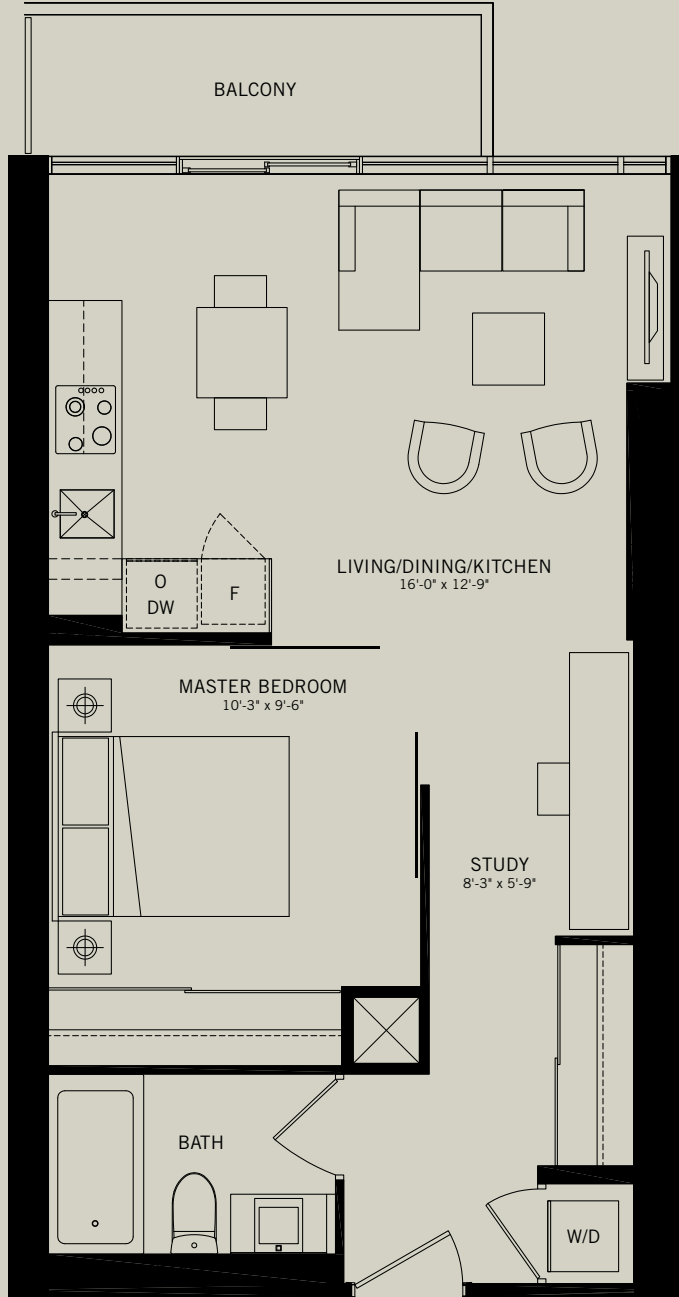 BALCONY
LIVING/DINING/KITCHEN
16'-0" x 12'-9"
O
DW
F
MASTER BEDROOM
10'-3" x 9'-6"
STUDY
8'-3" x 5'-9"
BATH
W/D